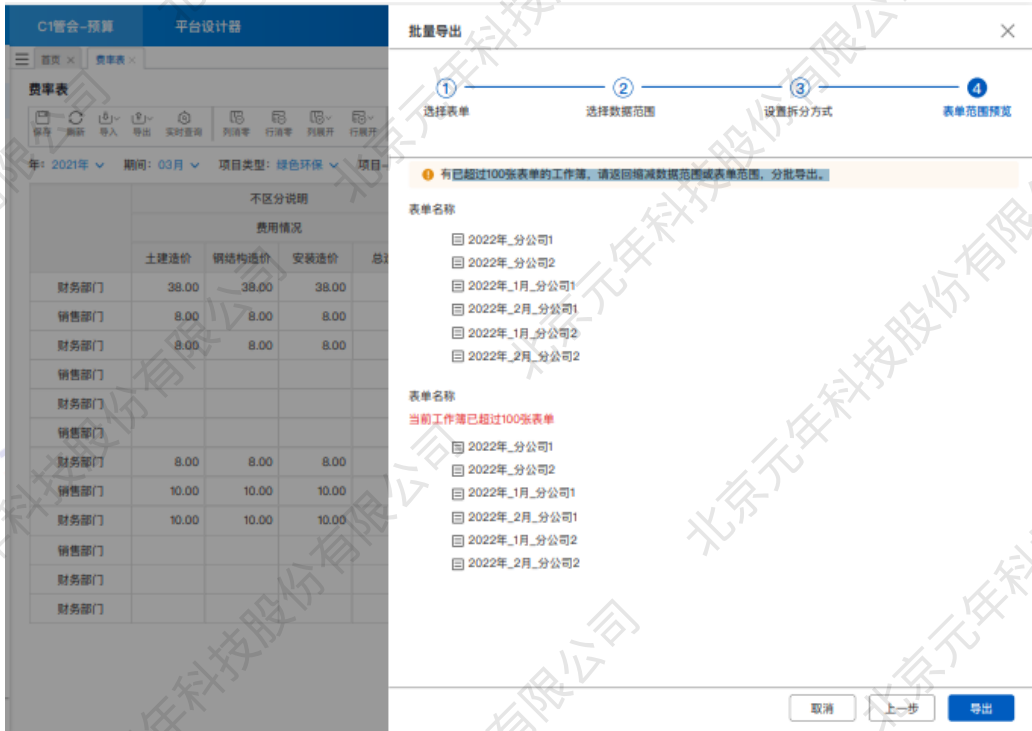 C1管会-预算 平台设计器
首页 × 费率表 ×
费率表
保存 刷新 导入 导出 实时查询 列消零 行消零 列展开 行展开
年: 2021年 期间: 03月 项目类型: 绿色环保 项目-
不区分说明
费用情况
土建造价 钢结构造价 安装造价
财务部门 38.00 38.00 38.00
销售部门 8.00 8.00 8.00
财务部门 8.00 8.00 8.00
销售部门
财务部门
销售部门
财务部门 8.00 8.00 8.00
销售部门 10.00 10.00 10.00
财务部门 10.00 10.00 10.00
销售部门
财务部门
财务部门
批量导出
1 2 3 4
选择表单 选择数据范围 设置拆分方式 表单范围预览
有已超过100张表单的工作簿，请返回缩减数据范围或表单范围，分批导出。
表单名称
2022年_分公司1
2022年_分公司2
2022年_1月_分公司1
2022年_2月_分公司1
2022年_1月_分公司2
2022年_2月_分公司2
表单名称
当前工作薄已超过100张表单
2022年_分公司1
2022年_分公司2
2022年_1月_分公司1
2022年_2月_分公司1
2022年_1月_分公司2
2022年_2月_分公司2
取消 上一步 导出
北京元年科技股份有限公司